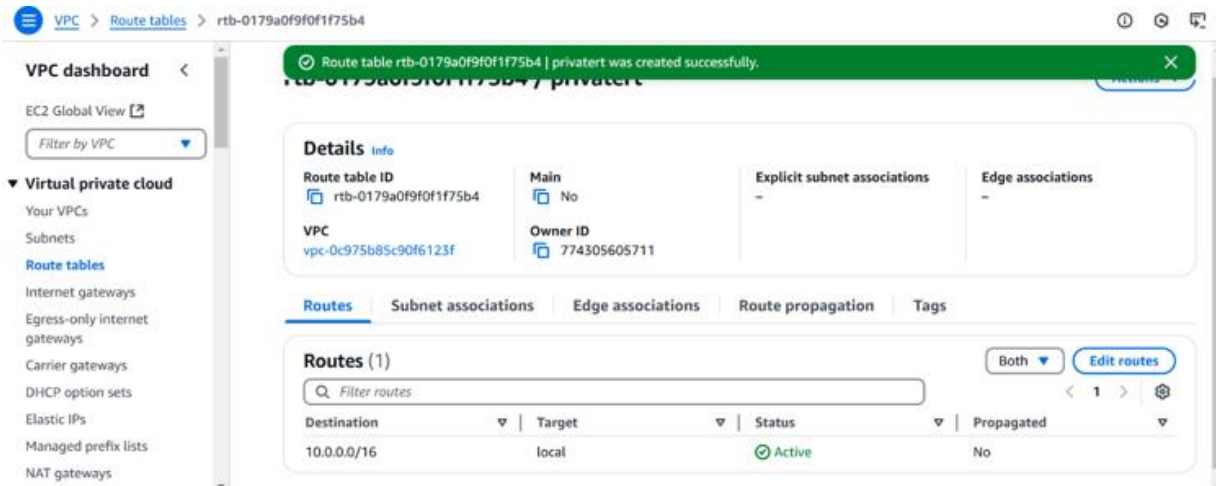 VPC > Route tables > rtb-0179a0f9f0f1f75b4
VPC dashboard
EC2 Global View
Filter by VPC
Virtual private cloud
Your VPCs
Subnets
Route tables
Internet gateways
Egress-only internet
gateways
Carrier gateways
DHCP option sets
Elastic IPs
Managed prefix lists
NAT gateways
Route table rtb-0179a0f9f0f1f75b4 | privatert was created successfully.
rtb-0179a0f9f0f1f75b4 / privatert
Actions
Details Info
Route table ID
rtb-0179a0f9f0f1f75b4
Main
No
Explicit subnet associations
–
Edge associations
–
VPC
vpc-0c975b85c90f6123f
Owner ID
774305605711
Routes Subnet associations Edge associations Route propagation Tags
Routes (1)
Both Edit routes
Filter routes
1
Destination Target Status Propagated
10.0.0.0/16 local Active No